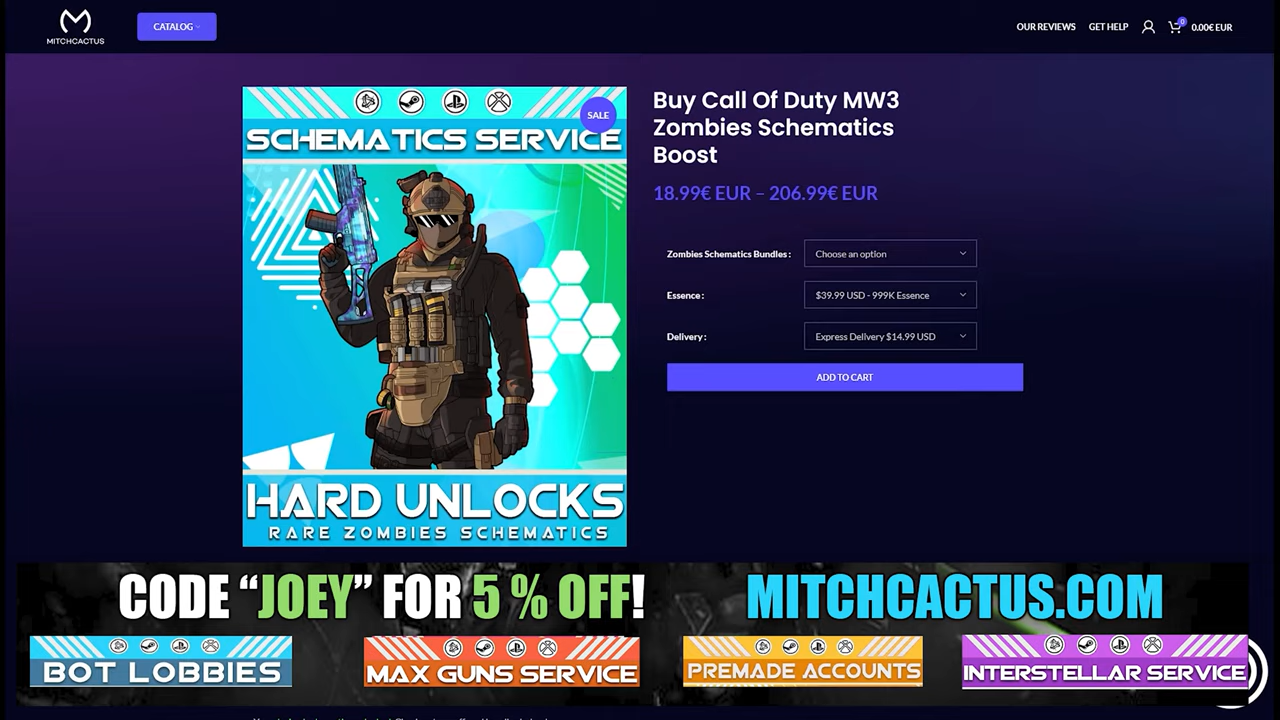 MITCHCACTUS
CATALOG
OUR REVIEWS
GET HELP
0
0.00€ EUR
SALE
SCHEMATICS SERVICE
HARD UNLOCKS
RARE ZOMBIES SCHEMATICS
Buy Call Of Duty MW3
Zombies Schematics
Boost
18.99€ EUR – 206.99€ EUR
Zombies Schematics Bundles :
Choose an option
Essence :
$39.99 USD - 999K Essence
Delivery :
Express Delivery $14.99 USD
ADD TO CART
CODE “JOEY” FOR 5 % OFF!
MITCHCACTUS.COM
BOT LOBBIES
MAX GUNS SERVICE
PREMADE ACCOUNTS
INTERSTELLAR SERVICE